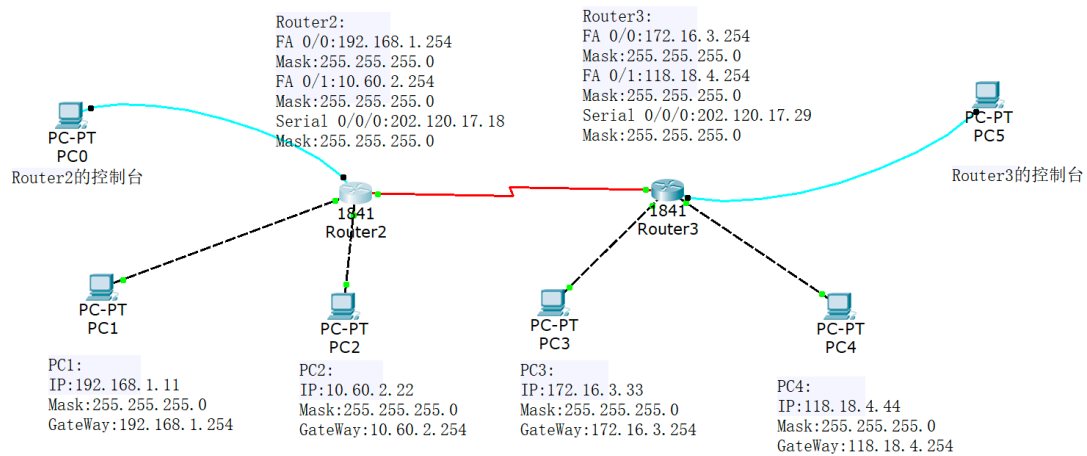 Router2:
FA 0/0:192.168.1.254
Mask:255.255.255.0
FA 0/1:10.60.2.254
Mask:255.255.255.0
Serial 0/0/0:202.120.17.18
Mask:255.255.255.0
Router3:
FA 0/0:172.16.3.254
Mask:255.255.255.0
FA 0/1:118.18.4.254
Mask:255.255.255.0
Serial 0/0/0:202.120.17.29
Mask:255.255.255.0
PC-PT
PC0
Router2的控制台
PC-PT
PC5
Router3的控制台
1841
Router2
1841
Router3
PC-PT
PC1
PC-PT
PC2
PC-PT
PC3
PC-PT
PC4
PC1:
IP:192.168.1.11
Mask:255.255.255.0
GateWay:192.168.1.254
PC2:
IP:10.60.2.22
Mask:255.255.255.0
GateWay:10.60.2.254
PC3:
IP:172.16.3.33
Mask:255.255.255.0
GateWay:172.16.3.254
PC4:
IP:118.18.4.44
Mask:255.255.255.0
GateWay:118.18.4.254